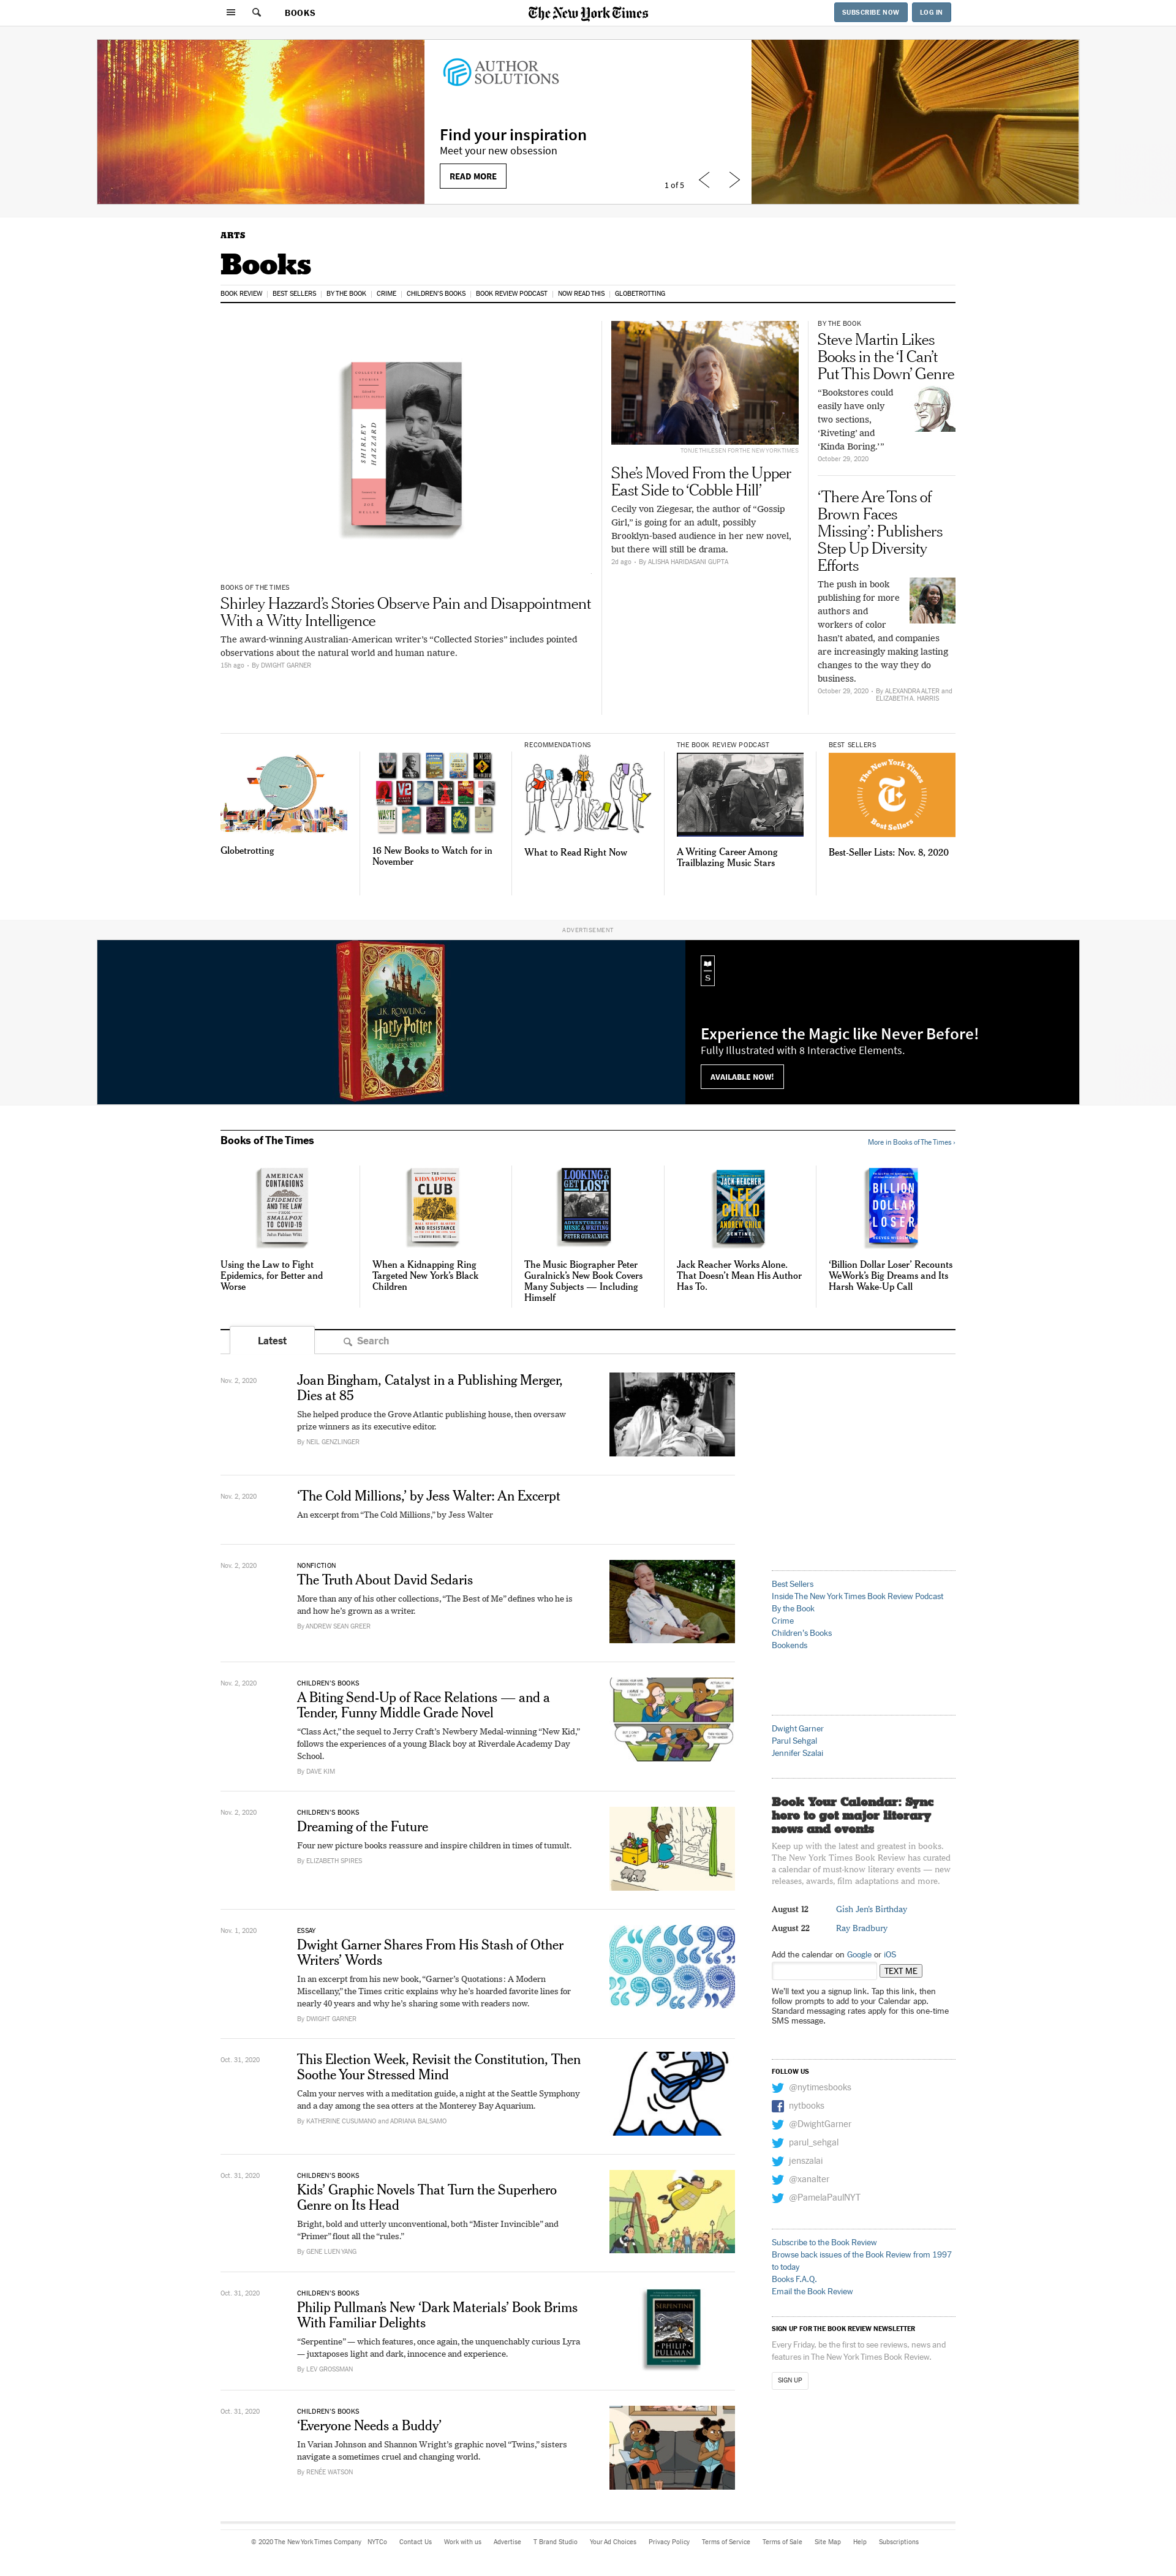 BOOKS
The New York Times
SUBSCRIBE NOW
LOG IN
AUTHOR
SOLUTIONS
Find your inspiration
Meet your new obsession
READ MORE
1 of 5
ARTS
Books
BOOK REVIEW | BEST SELLERS | BY THE BOOK | CRIME | CHILDREN'S BOOKS | BOOK REVIEW PODCAST | NOW READ THIS | GLOBETROTTING
SHIRLEY
HAZZARD
BOOKS OF THE TIMES
Shirley Hazzard's Stories Observe Pain and Disappointment
With a Witty Intelligence
The award-winning Australian-American writer's “Collected Stories” includes pointed
observations about the natural world and human nature.
15h ago - By DWIGHT GARNER
TONJE THILESEN FOR THE NEW YORK TIMES
She's Moved From the Upper
East Side to ‘Cobble Hill’
Cecily von Ziegesar, the author of “Gossip
Girl,” is going for an adult, possibly
Brooklyn-based audience in her new novel,
but there will still be drama.
2d ago - By ALISHA HARIDASANI GUPTA
BY THE BOOK
Steve Martin Likes
Books in the ‘I Can't
Put This Down’ Genre
“Bookstores could
easily have only
two sections,
‘Riveting’ and
‘Kinda Boring.’”
October 29, 2020
‘There Are Tons of
Brown Faces
Missing’: Publishers
Step Up Diversity
Efforts
The push in book
publishing for more
authors and
workers of color
hasn't abated, and companies
are increasingly making lasting
changes to the way they do
business.
October 29, 2020 - By ALEXANDRA ALTER and
ELIZABETH A. HARRIS
Globetrotting
16 New Books to Watch for in
November
RECOMMENDATIONS
What to Read Right Now
THE BOOK REVIEW PODCAST
A Writing Career Among
Trailblazing Music Stars
BEST SELLERS
The New York Times
Best Sellers
Best-Seller Lists: Nov. 8, 2020
ADVERTISEMENT
J.K. ROWLING
Harry Potter
S
Experience the Magic like Never Before!
Fully Illustrated with 8 Interactive Elements.
AVAILABLE NOW!
Books of The Times
More in Books of The Times ›
AMERICAN
CONTAGIONS
EPIDEMICS
AND THE LAW
FROM
SMALLPOX
TO COVID-19
John Fabian Witt
Using the Law to Fight
Epidemics, for Better and
Worse
THE
KIDNAPPING
CLUB
AND RESISTANCE
When a Kidnapping Ring
Targeted New York's Black
Children
LOOKING TO
GET LOST
ADVENTURES IN
MUSIC & WRITING
PETER GURALNICK
The Music Biographer Peter
Guralnick's New Book Covers
Many Subjects — Including
Himself
JACK REACHER
LEE
CHILD
ANDREW CHILD
SENTINEL
Jack Reacher Works Alone.
That Doesn't Mean His Author
Has To.
BILLION
DOLLAR
LOSER
‘Billion Dollar Loser’ Recounts
WeWork's Big Dreams and Its
Harsh Wake-Up Call
Latest
Search
Nov. 2, 2020
Joan Bingham, Catalyst in a Publishing Merger,
Dies at 85
She helped produce the Grove Atlantic publishing house, then oversaw
prize winners as its executive editor.
By NEIL GENZLINGER
Nov. 2, 2020
‘The Cold Millions,’ by Jess Walter: An Excerpt
An excerpt from “The Cold Millions,” by Jess Walter
Nov. 2, 2020
NONFICTION
The Truth About David Sedaris
More than any of his other collections, “The Best of Me” defines who he is
and how he's grown as a writer.
By ANDREW SEAN GREER
Nov. 2, 2020
CHILDREN'S BOOKS
A Biting Send-Up of Race Relations — and a
Tender, Funny Middle Grade Novel
“Class Act,” the sequel to Jerry Craft's Newbery Medal-winning “New Kid,”
follows the experiences of a young Black boy at Riverdale Academy Day
School.
By DAVE KIM
Nov. 2, 2020
CHILDREN'S BOOKS
Dreaming of the Future
Four new picture books reassure and inspire children in times of tumult.
By ELIZABETH SPIRES
Nov. 1, 2020
ESSAY
Dwight Garner Shares From His Stash of Other
Writers' Words
In an excerpt from his new book, “Garner's Quotations: A Modern
Miscellany,” the Times critic explains why he's hoarded favorite lines for
nearly 40 years and why he's sharing some with readers now.
By DWIGHT GARNER
Oct. 31, 2020
This Election Week, Revisit the Constitution, Then
Soothe Your Stressed Mind
Calm your nerves with a meditation guide, a night at the Seattle Symphony
and a day among the sea otters at the Monterey Bay Aquarium.
By KATHERINE CUSUMANO and ADRIANA BALSAMO
Oct. 31, 2020
CHILDREN'S BOOKS
Kids' Graphic Novels That Turn the Superhero
Genre on Its Head
Bright, bold and utterly unconventional, both “Mister Invincible” and
“Primer” flout all the “rules.”
By GENE LUEN YANG
Oct. 31, 2020
CHILDREN'S BOOKS
Philip Pullman's New ‘Dark Materials’ Book Brims
With Familiar Delights
“Serpentine” — which features, once again, the unquenchably curious Lyra
— juxtaposes light and dark, innocence and experience.
By LEV GROSSMAN
SERPENTINE
PHILIP
PULLMAN
Oct. 31, 2020
CHILDREN'S BOOKS
‘Everyone Needs a Buddy’
In Varian Johnson and Shannon Wright's graphic novel “Twins,” sisters
navigate a sometimes cruel and changing world.
By RENÉE WATSON
Best Sellers
Inside The New York Times Book Review Podcast
By the Book
Crime
Children's Books
Bookends
Dwight Garner
Parul Sehgal
Jennifer Szalai
Book Your Calendar: Sync
here to get major literary
news and events
Keep up with the latest and greatest in books.
The New York Times Book Review has curated
a calendar of must-know literary events — new
releases, awards, film adaptations and more.
August 12 Gish Jen's Birthday
August 22 Ray Bradbury
Add the calendar on Google or iOS
TEXT ME
We'll text you a signup link. Tap this link, then
follow prompts to add to your Calendar app.
Standard messaging rates apply for this one-time
SMS message.
FOLLOW US
@nytimesbooks
nytbooks
@DwightGarner
parul_sehgal
jenszalai
@xanalter
@PamelaPaulNYT
Subscribe to the Book Review
Browse back issues of the Book Review from 1997
to today
Books F.A.Q.
Email the Book Review
SIGN UP FOR THE BOOK REVIEW NEWSLETTER
Every Friday, be the first to see reviews, news and
features in The New York Times Book Review.
SIGN UP
© 2020 The New York Times Company NYTCo Contact Us Work with us Advertise T Brand Studio Your Ad Choices Privacy Policy Terms of Service Terms of Sale Site Map Help Subscriptions